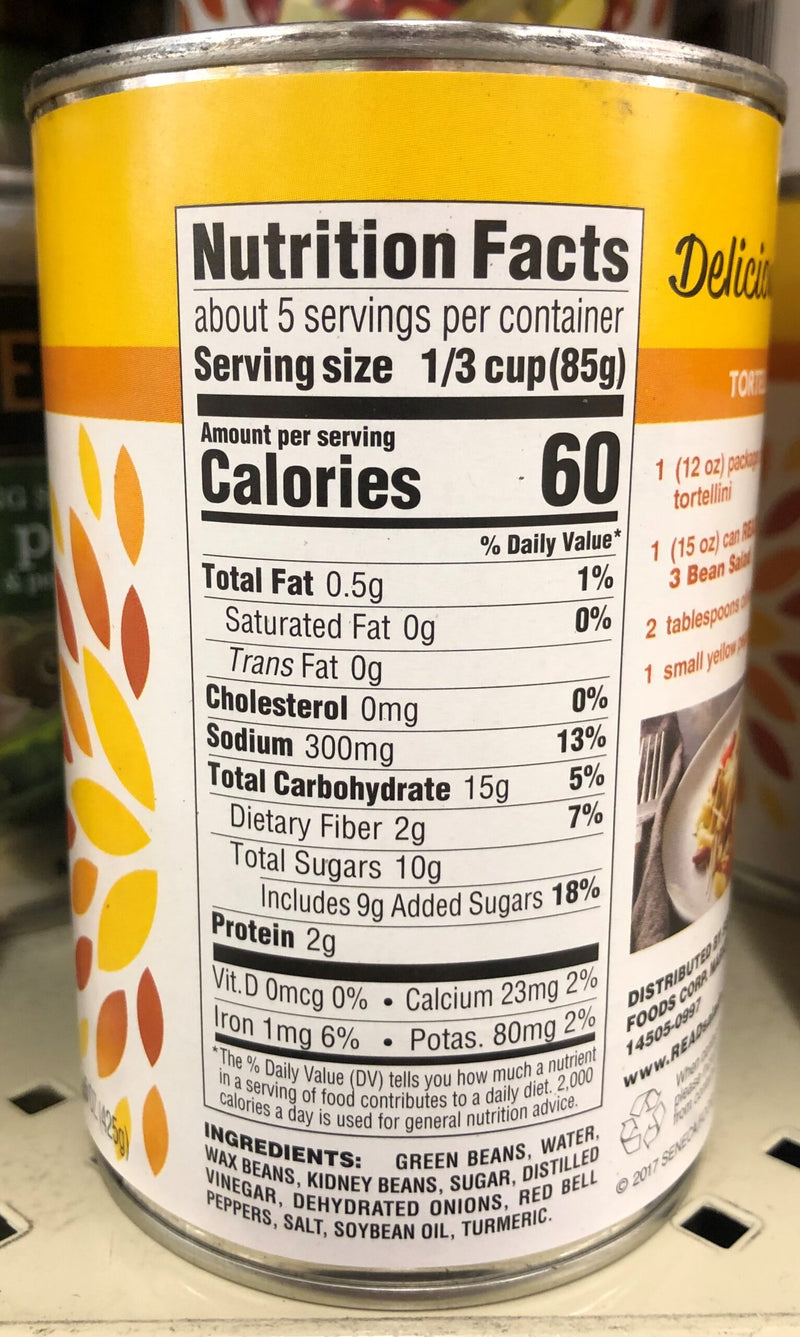 Nutrition Facts
about 5 servings per container
Serving size 1/3 cup(85g)
Amount per serving
Calories 60
% Daily Value*
Total Fat 0.5g 1%
Saturated Fat 0g 0%
Trans Fat 0g
Cholesterol 0mg 0%
Sodium 300mg 13%
Total Carbohydrate 15g 5%
Dietary Fiber 2g 7%
Total Sugars 10g
Includes 9g Added Sugars 18%
Protein 2g
Vit.D 0mcg 0% • Calcium 23mg 2%
Iron 1mg 6% • Potas. 80mg 2%
*The % Daily Value (DV) tells you how much a nutrient
in a serving of food contributes to a daily diet. 2,000
calories a day is used for general nutrition advice.
INGREDIENTS: GREEN BEANS, WATER,
WAX BEANS, KIDNEY BEANS, SUGAR, DISTILLED
VINEGAR, DEHYDRATED ONIONS, RED BELL
PEPPERS, SALT, SOYBEAN OIL, TURMERIC.
1 (12 oz)
tortellini
1 (15 oz) can
3 Bean
2 tablespoons
1 small yellow
DISTRIBUTED BY
FOODS CORP.
14505-0997
© 2017